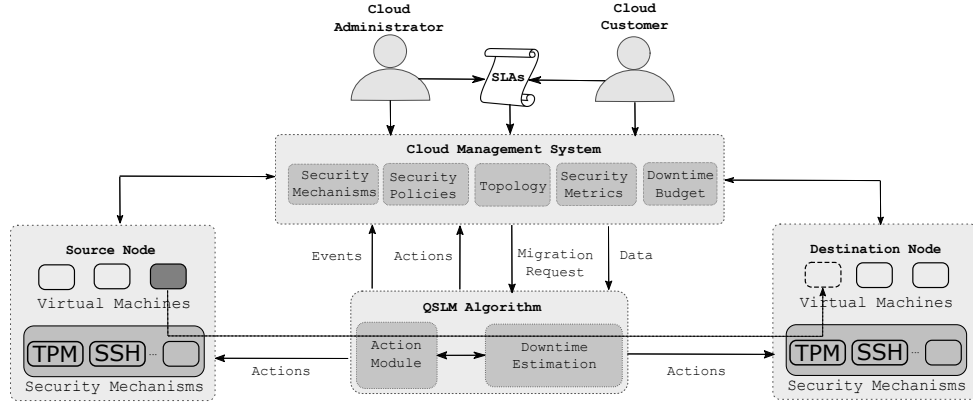 Cloud
Administrator
Cloud
Customer
SLAs
Cloud Management System
Security
Mechanisms
Security
Policies
Topology
Security
Metrics
Downtime
Budget
Source Node
Virtual Machines
TPM SSH ...
Security Mechanisms
Events
Actions
Migration
Request
Data
Destination Node
Virtual Machines
TPM SSH ...
Security Mechanisms
QSLM Algorithm
Action
Module
Downtime
Estimation
Actions
Actions